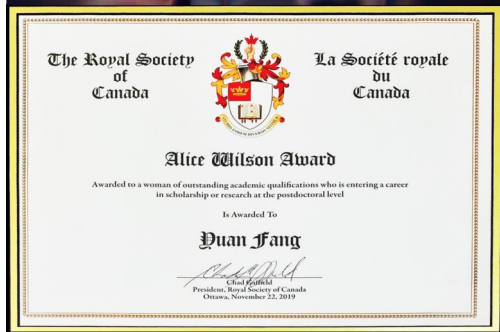 The Royal Society
of
Canada
La Société royale
du
Canada
Alice Wilson Award
Awarded to a woman of outstanding academic qualifications who is entering a career
in scholarship or research at the postdoctoral level
Is Awarded To
Yuan Fang
Chad Gaffield
President, Royal Society of Canada
Ottawa, November 22, 2019